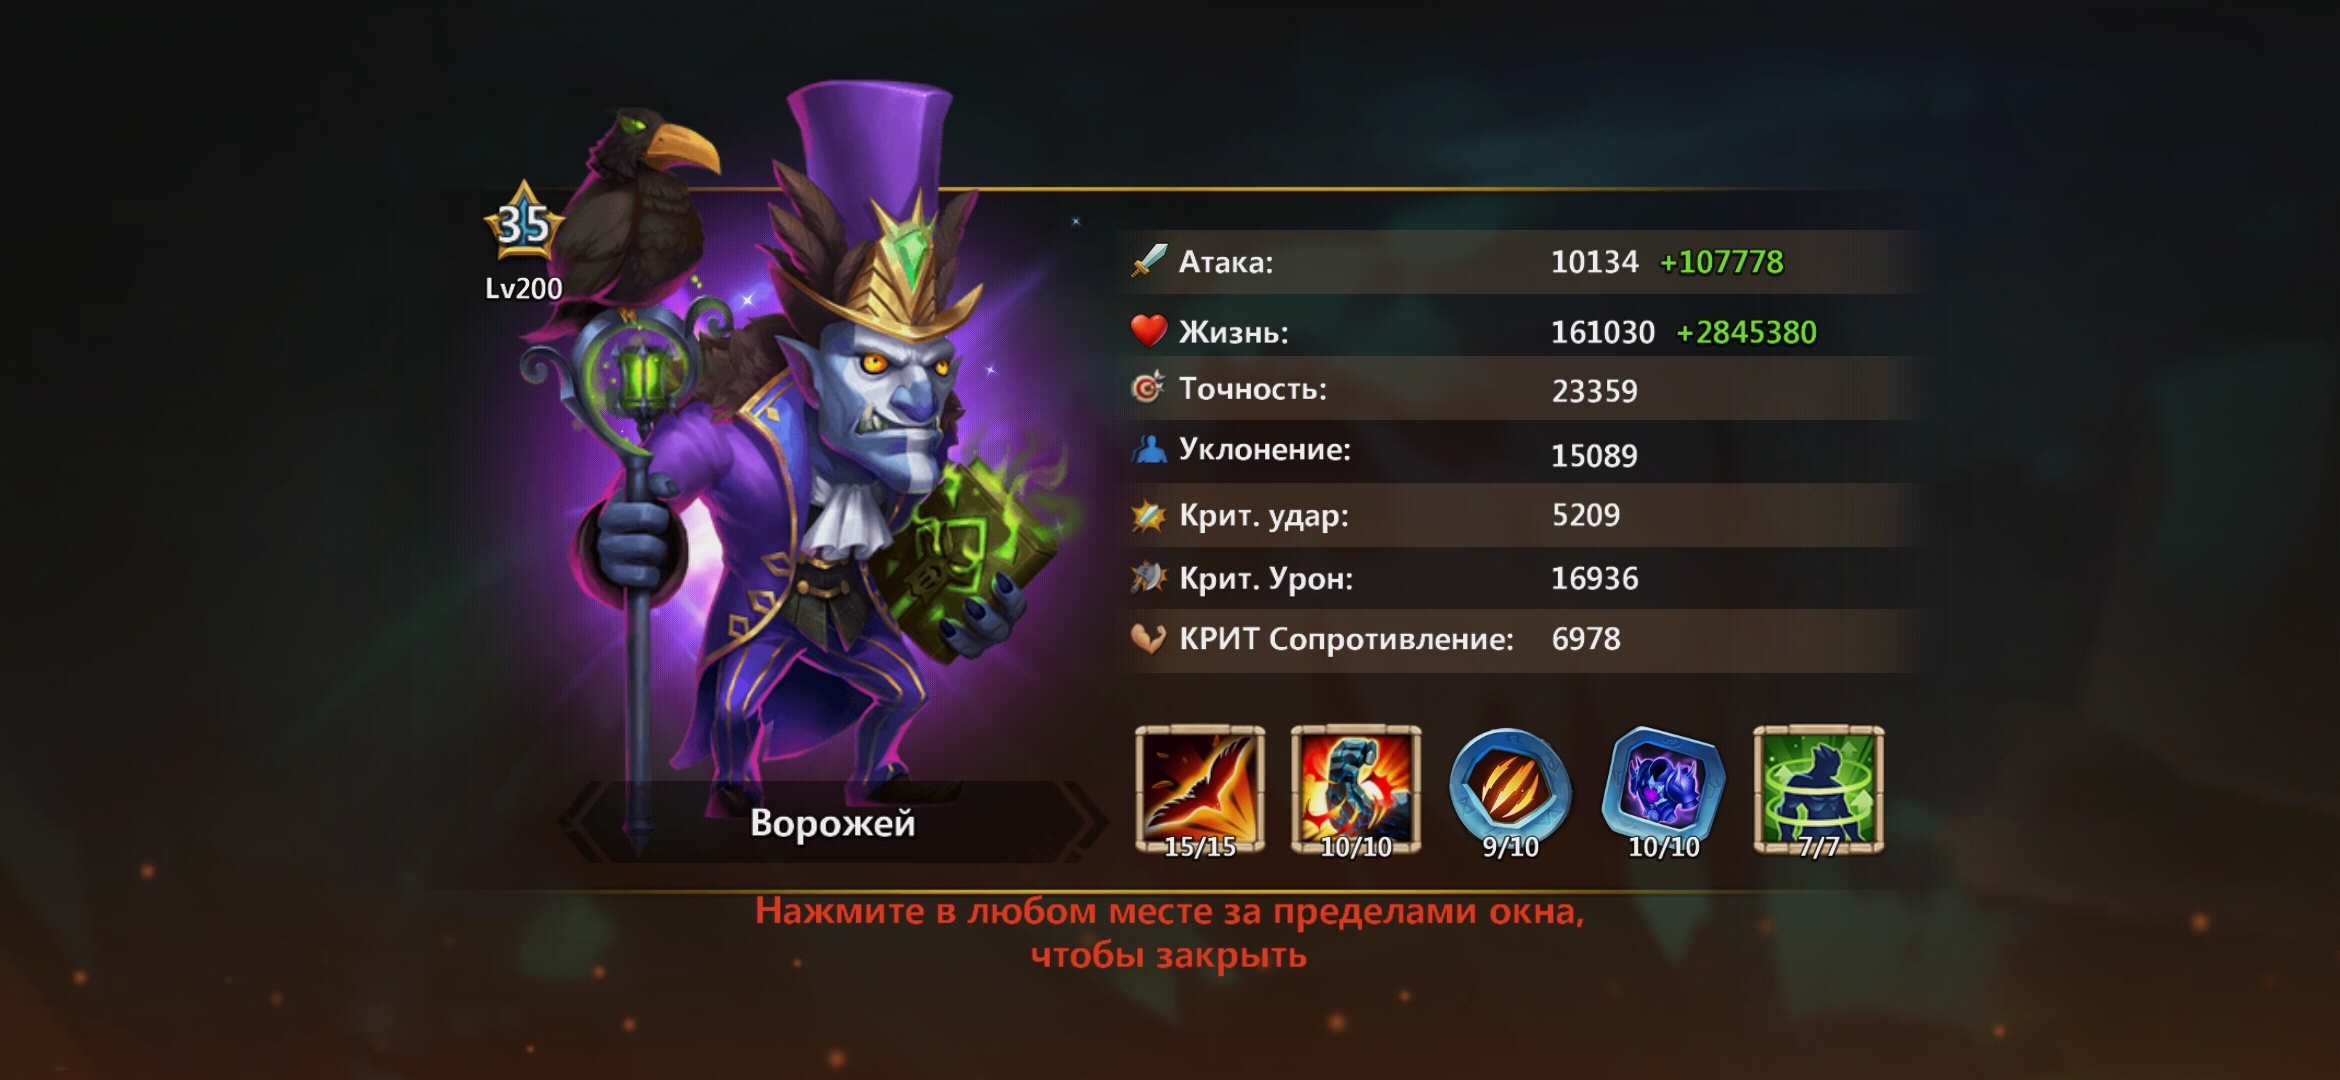 35
Lv200
Атака: 10134 +107778
Жизнь: 161030 +2845380
Точность: 23359
Уклонение: 15089
Крит. удар: 5209
Крит. Урон: 16936
КРИТ Сопротивление: 6978
Ворожей
15/15 10/10 9/10 10/10 7/7
Нажмите в любом месте за пределами окна,
чтобы закрыть